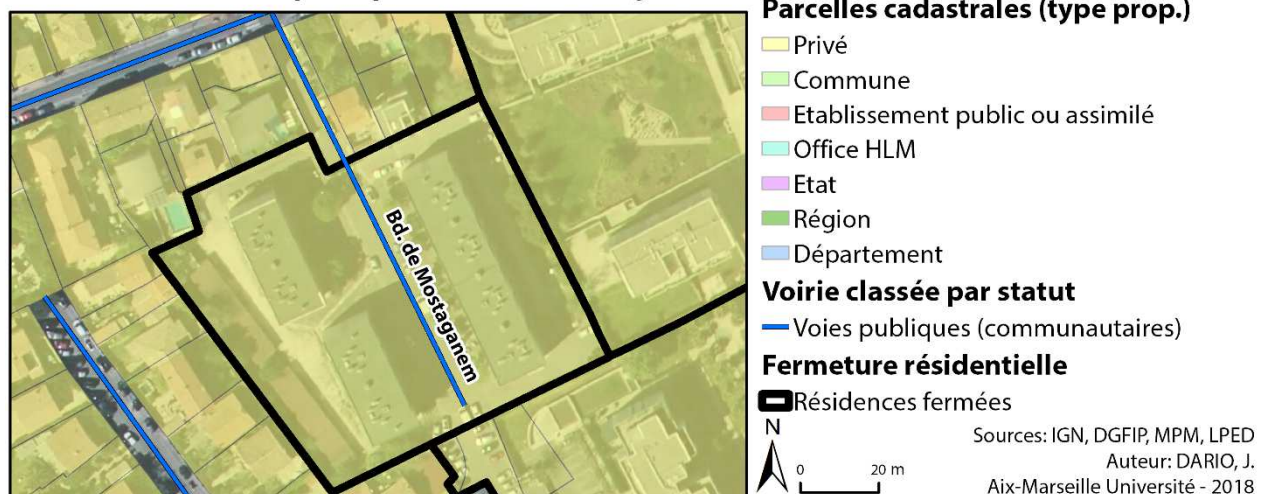 Bd. de Mostaganem
Parcelles cadastrales (type prop.)
Privé
Commune
Etablissement public ou assimilé
Office HLM
Etat
Région
Département
Voirie classée par statut
Voies publiques (communautaires)
Fermeture résidentielle
Résidences fermées
N
0 20 m
Sources: IGN, DGFIP, MPM, LPED
Auteur: DARIO, J.
Aix-Marseille Université - 2018